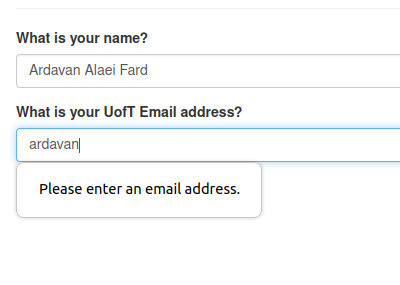 What is your name?
Ardavan Alaei Fard
What is your UofT Email address?
ardavan
Please enter an email address.